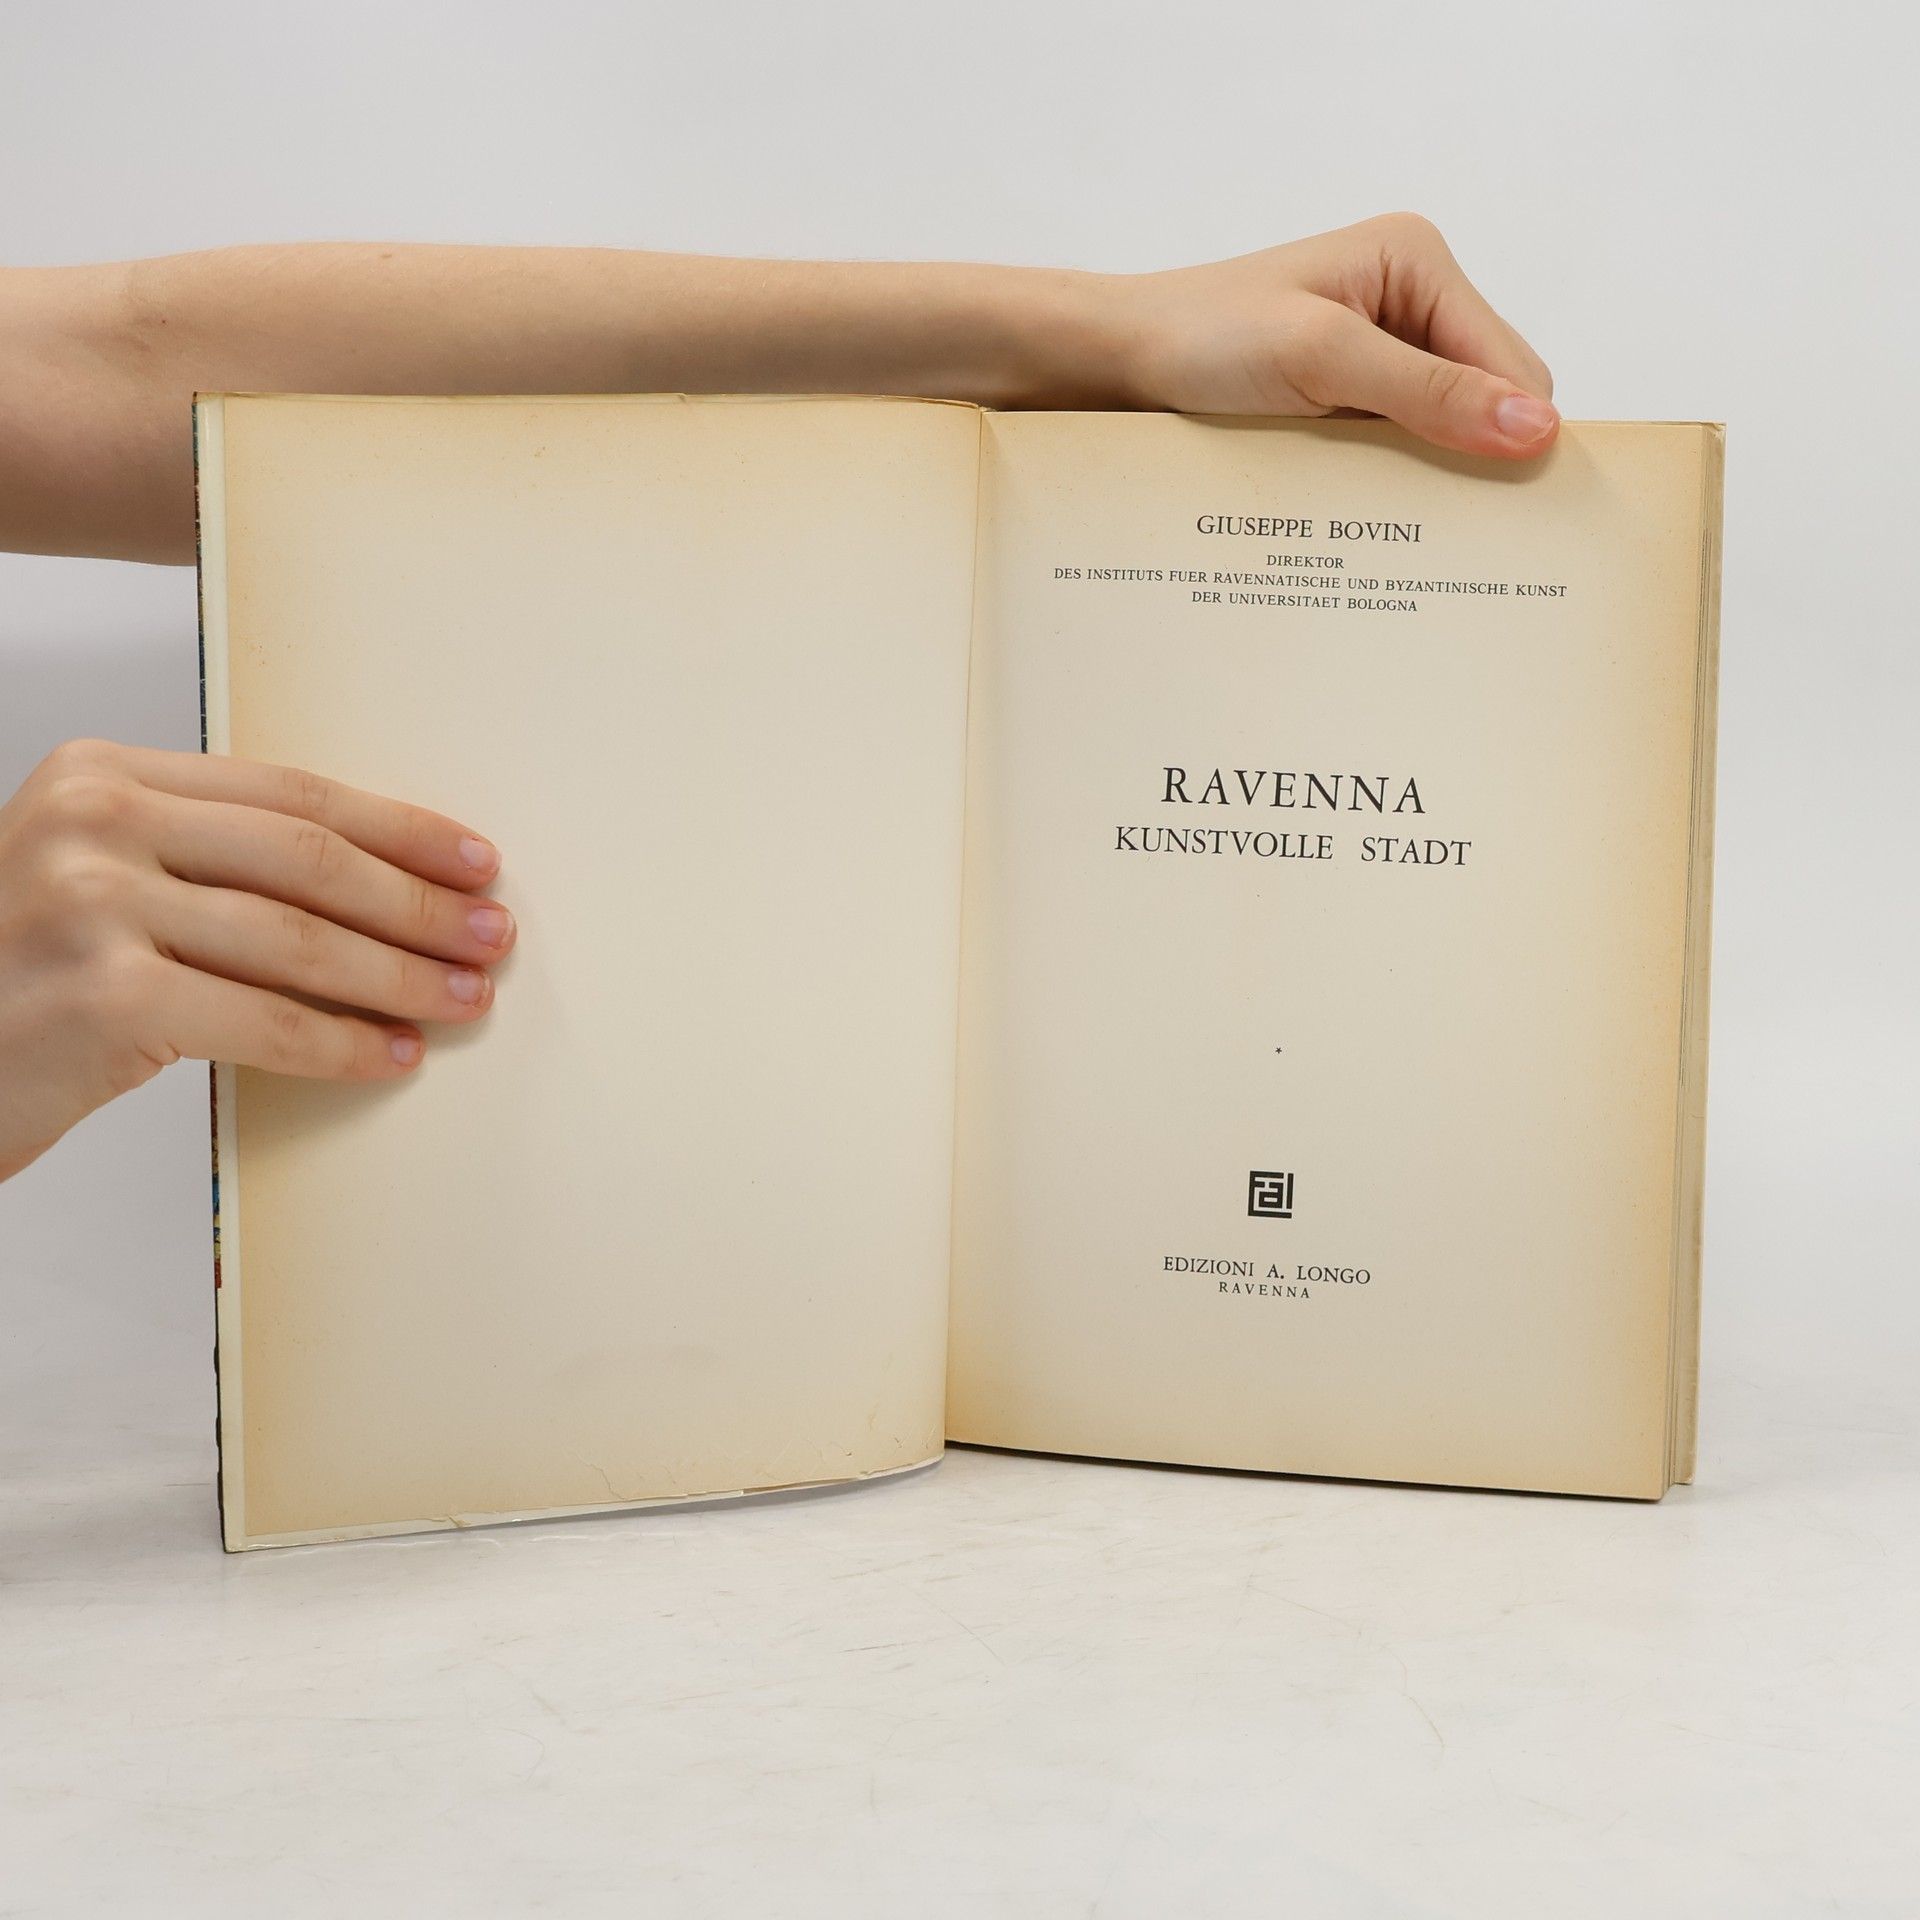 GIUSEPPE BOVINI
DIREKTOR
DES INSTITUTS FUER RAVENNATISCHE UND BYZANTINISCHE KUNST
DER UNIVERSITAET BOLOGNA
RAVENNA
KUNSTVOLLE STADT
*
EDIZIONI A. LONGO
RAVENNA